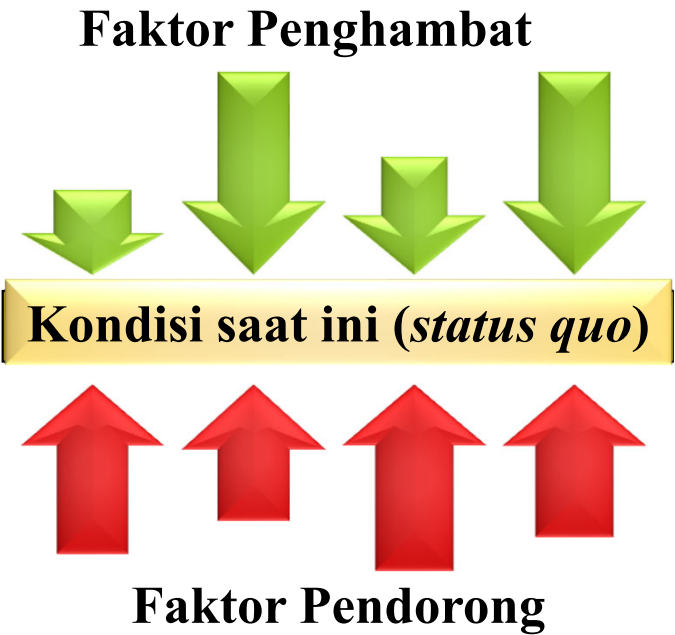 Faktor Penghambat
Kondisi saat ini (status quo)
Faktor Pendorong